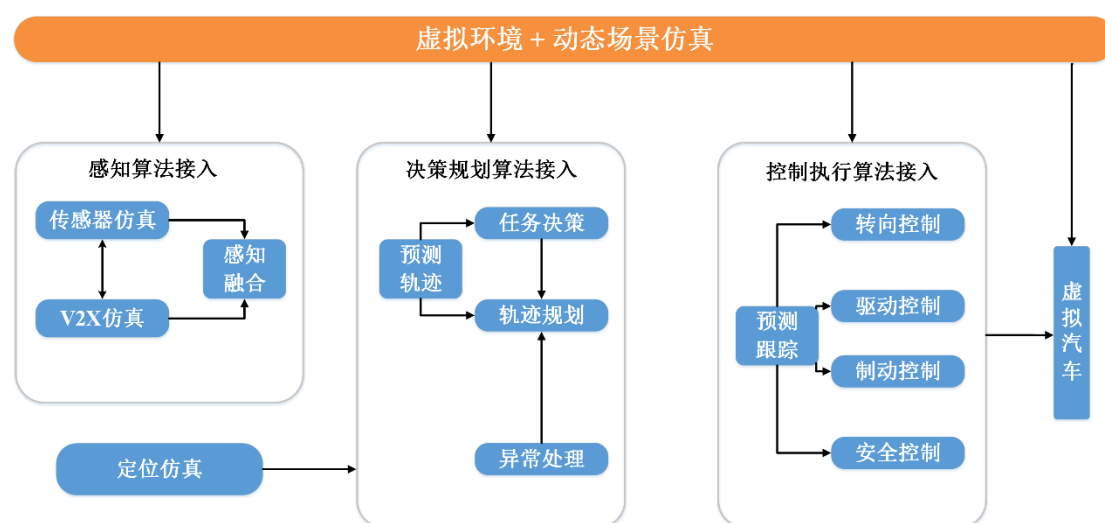 虚拟环境 + 动态场景仿真
感知算法接入
传感器仿真
感知
融合
V2X仿真
定位仿真
决策规划算法接入
预测
轨迹
任务决策
轨迹规划
异常处理
控制执行算法接入
预测
跟踪
转向控制
驱动控制
制动控制
安全控制
虚拟汽车